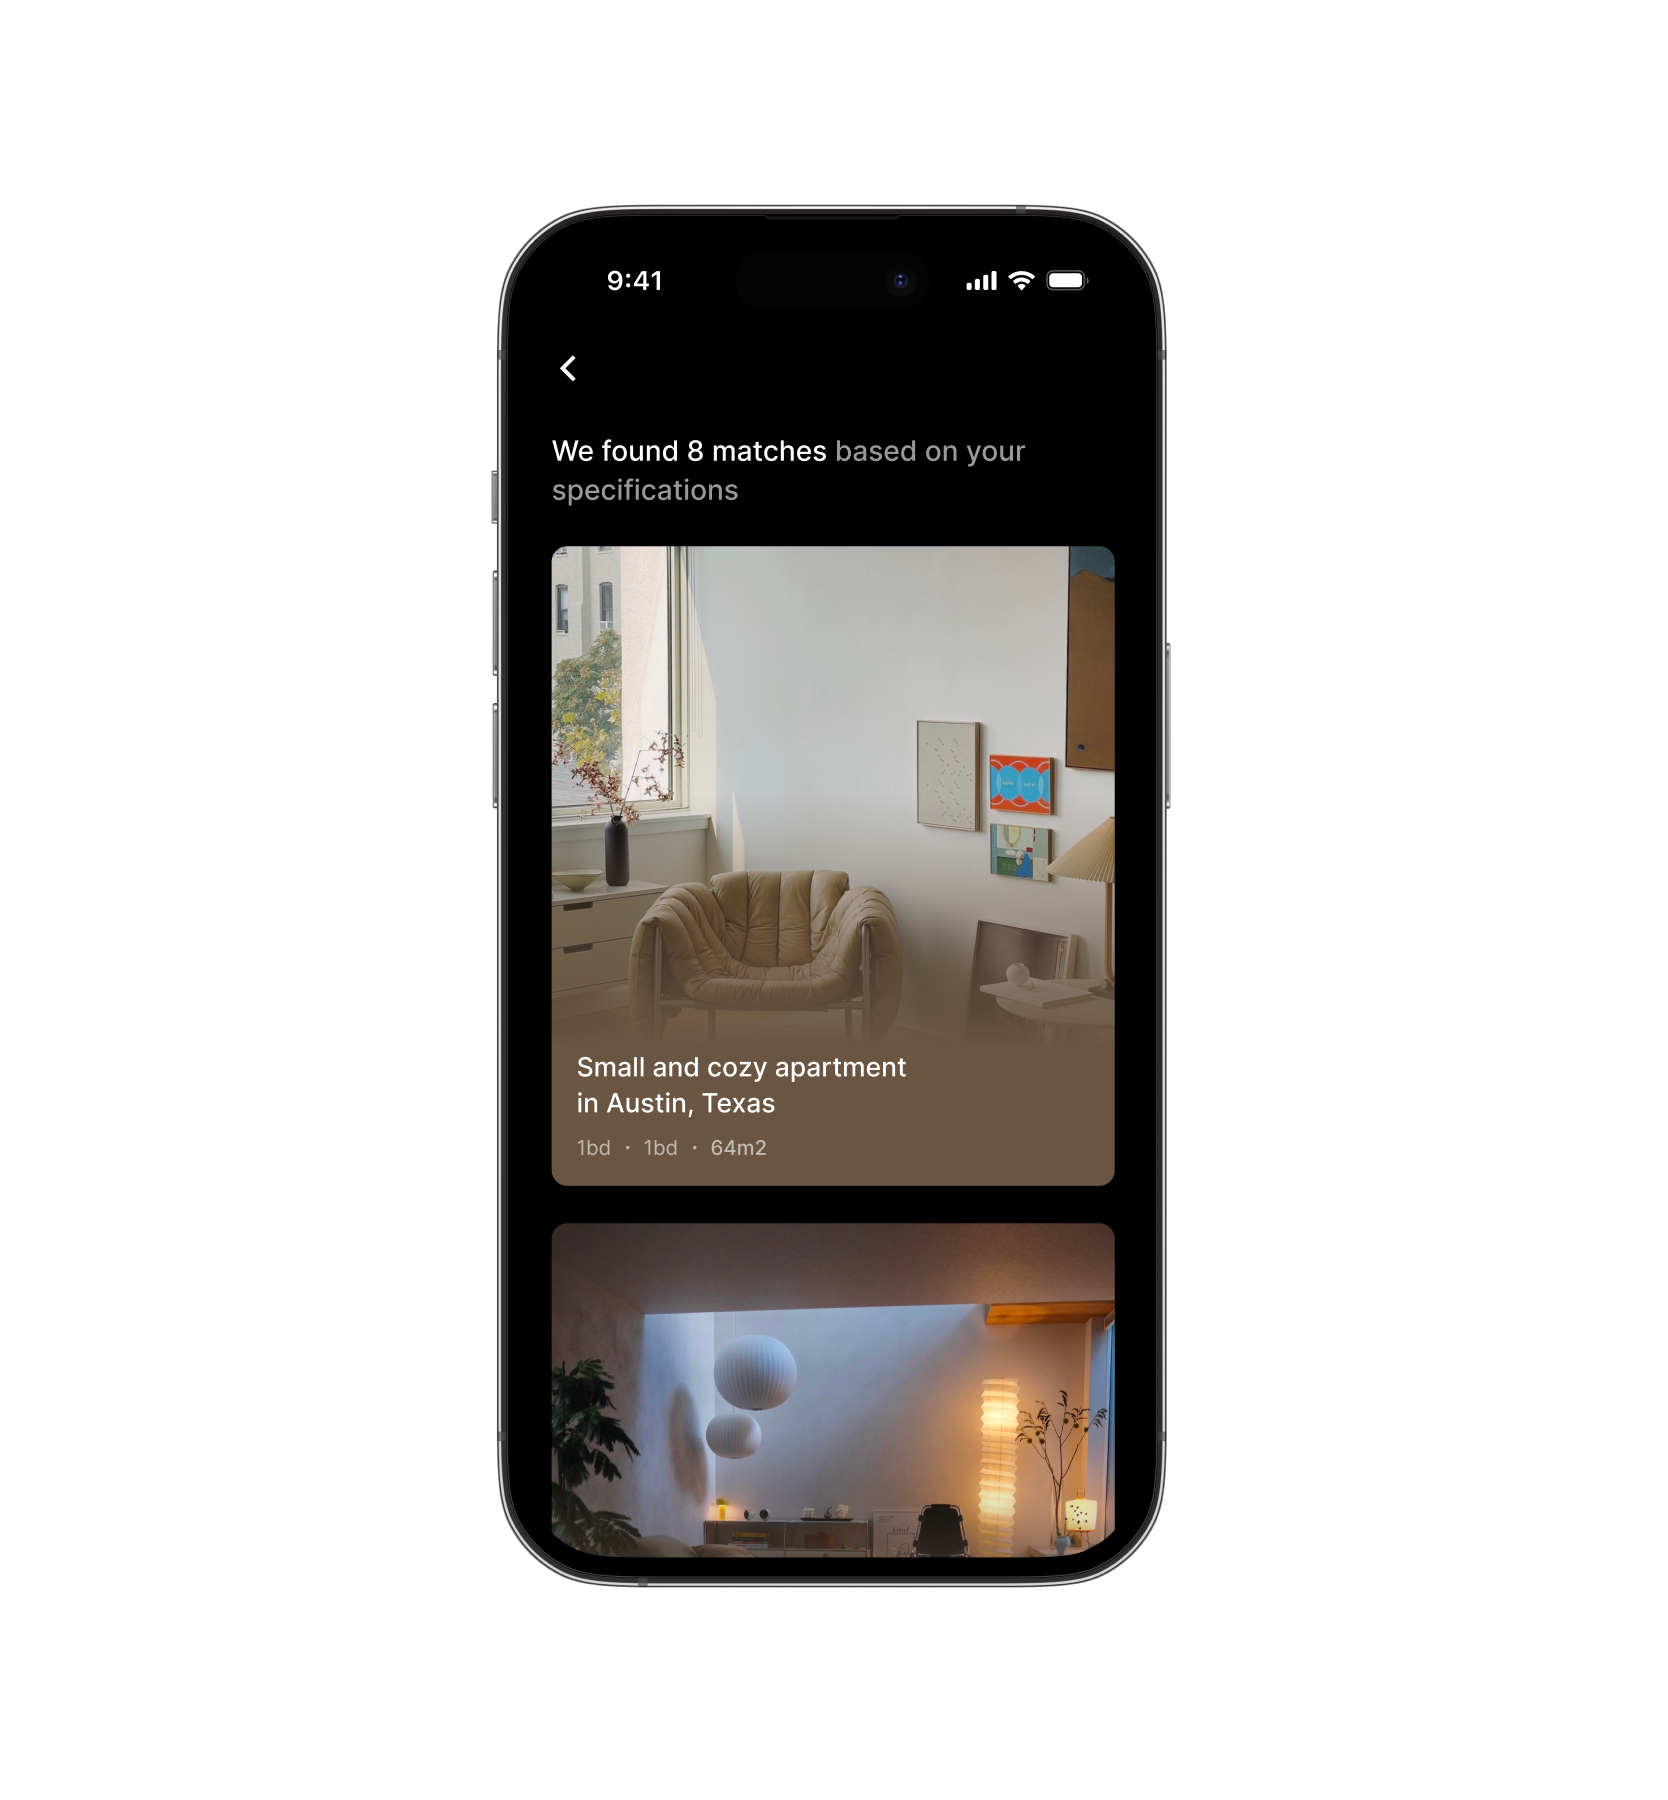 9:41
We found 8 matches based on your
specifications
Small and cozy apartment
in Austin, Texas
1bd · 1bd · 64m2